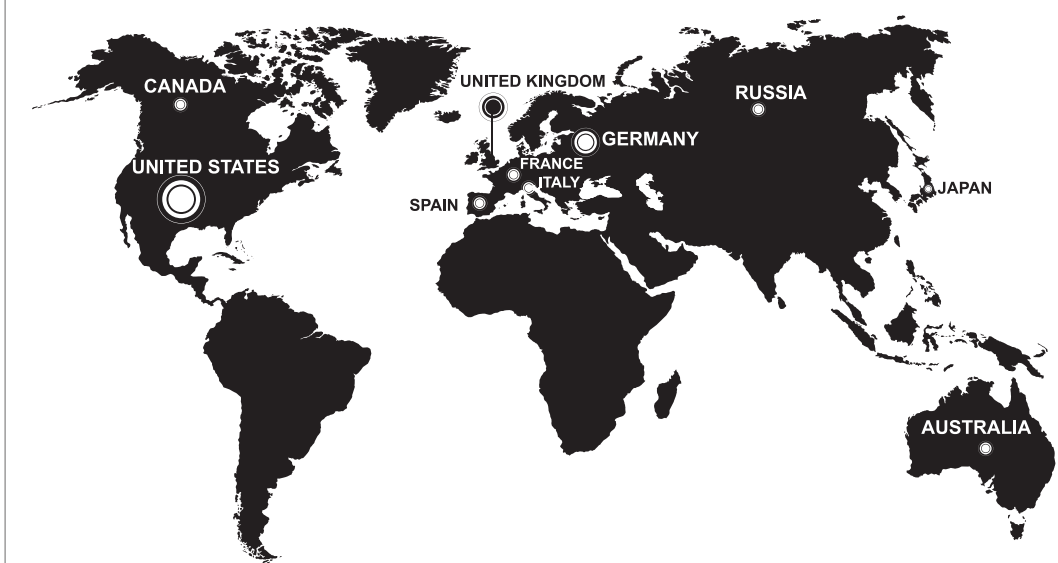 UNITED KINGDOM
CANADA
RUSSIA
GERMANY
UNITED STATES
FRANCE
ITALY
JAPAN
SPAIN
AUSTRALIA